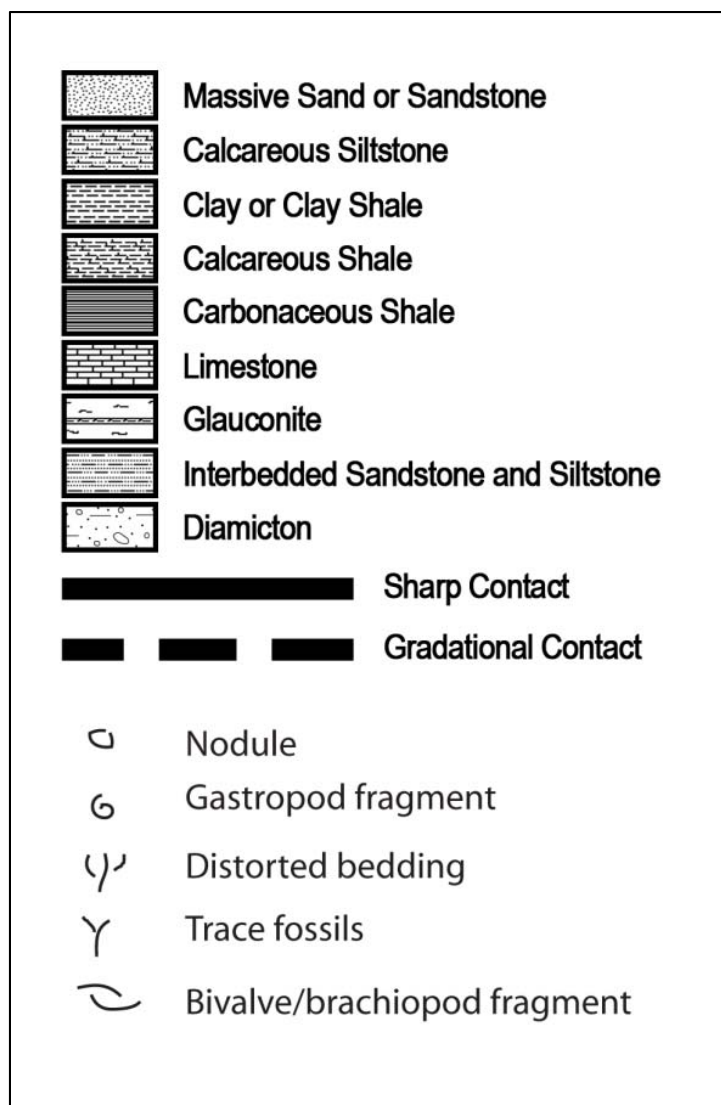 Massive Sand or Sandstone
Calcareous Siltstone
Clay or Clay Shale
Calcareous Shale
Carbonaceous Shale
Limestone
Glauconite
Interbedded Sandstone and Siltstone
Diamicton
Sharp Contact
Gradational Contact
Nodule
Gastropod fragment
Distorted bedding
Trace fossils
Bivalve/brachiopod fragment